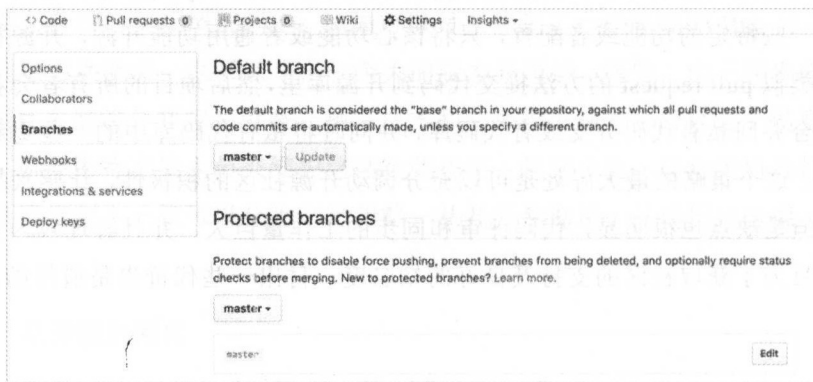 Code Pull requests 0 Projects 0 Wiki Settings Insights
Options
Collaborators
Branches
Webhooks
Integrations & services
Deploy keys
Default branch
The default branch is considered the "base" branch in your repository, against which all pull requests and
code commits are automatically made, unless you specify a different branch.
master Update
Protected branches
Protect branches to disable force pushing, prevent branches from being deleted, and optionally require status
checks before merging. New to protected branches? Learn more.
master
master Edit